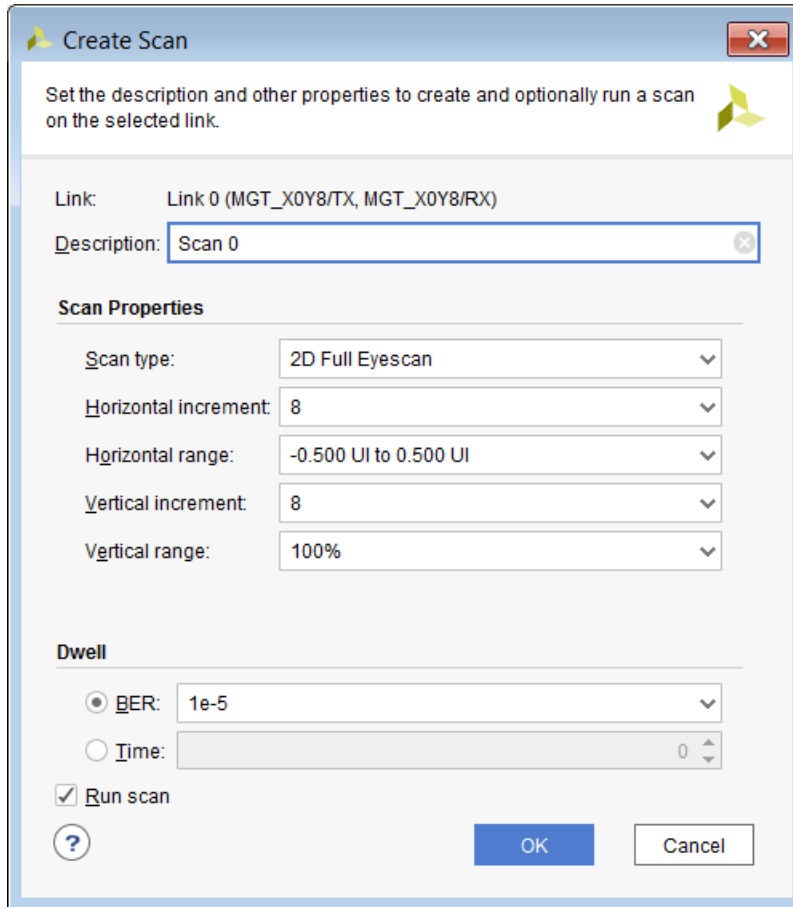 Create Scan
Set the description and other properties to create and optionally run a scan
on the selected link.
Link: Link 0 (MGT_X0Y8/TX, MGT_X0Y8/RX)
Description: Scan 0
Scan Properties
Scan type: 2D Full Eyescan
Horizontal increment: 8
Horizontal range: -0.500 UI to 0.500 UI
Vertical increment: 8
Vertical range: 100%
Dwell
BER: 1e-5
Time: 0
Run scan
? OK Cancel